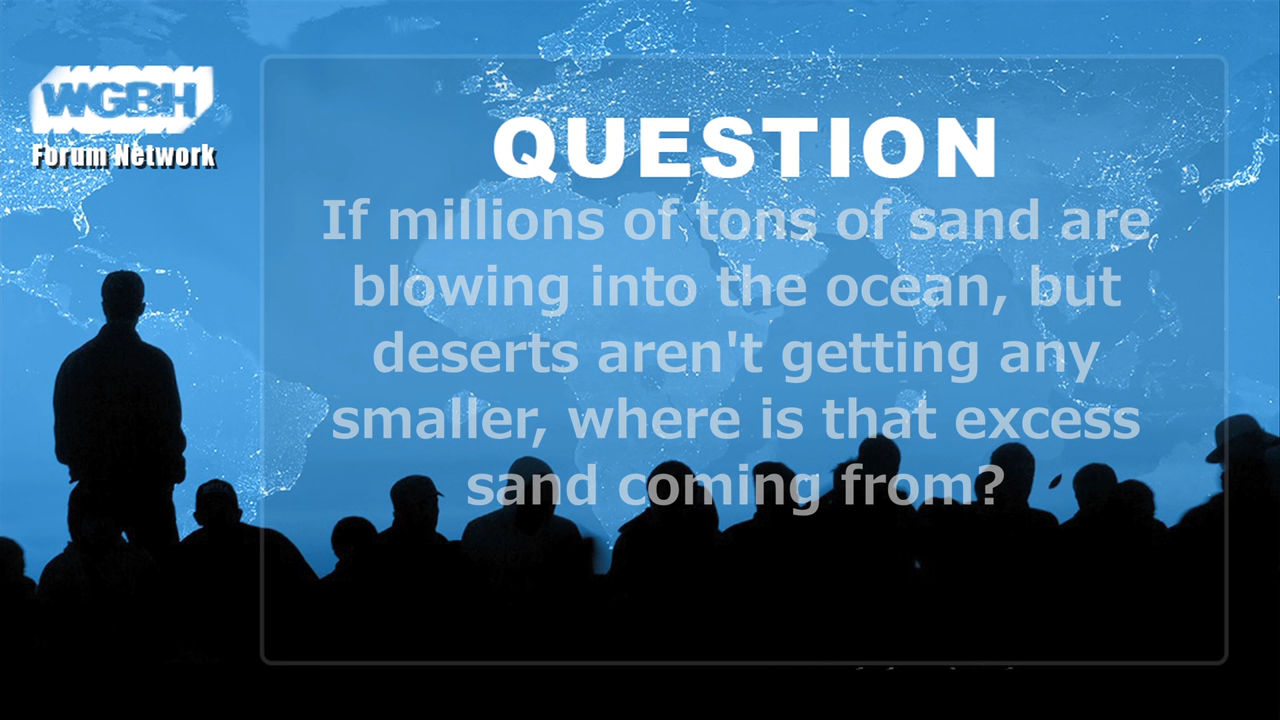 WGBH
Forum Network
QUESTION
If millions of tons of sand are
blowing into the ocean, but
deserts aren't getting any
smaller, where is that excess
sand coming from?